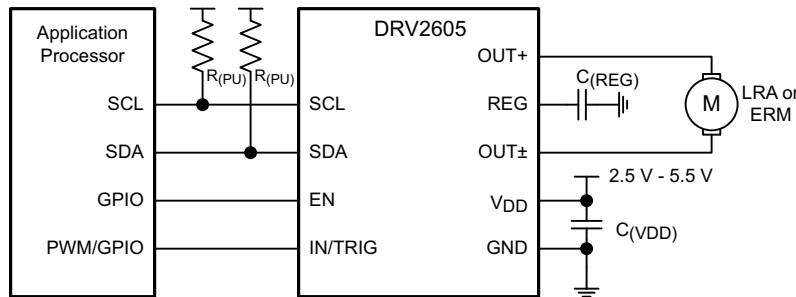 Application
Processor
SCL
SDA
GPIO
PWM/GPIO
R(PU)
R(PU)
DRV2605
SCL
SDA
EN
IN/TRIG
OUT+
REG
OUT±
VDD
GND
C(REG)
M
LRA or
ERM
2.5 V - 5.5 V
C(VDD)